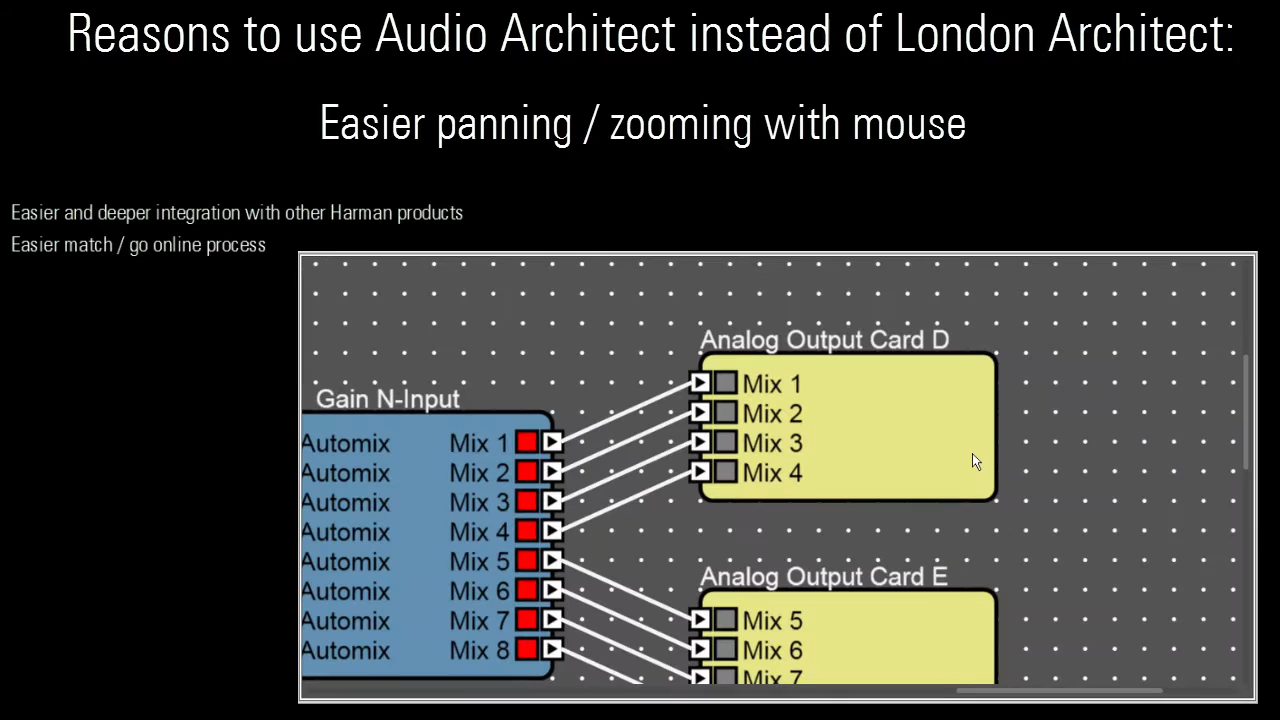 Reasons to use Audio Architect instead of London Architect:
Easier panning / zooming with mouse
Easier and deeper integration with other Harman products
Easier match / go online process
Analog Output Card D
Mix 1
Mix 2
Mix 3
Mix 4
Gain N-Input
Automix Mix 1
Automix Mix 2
Automix Mix 3
Automix Mix 4
Automix Mix 5
Automix Mix 6
Automix Mix 7
Automix Mix 8
Analog Output Card E
Mix 5
Mix 6
Mix 7